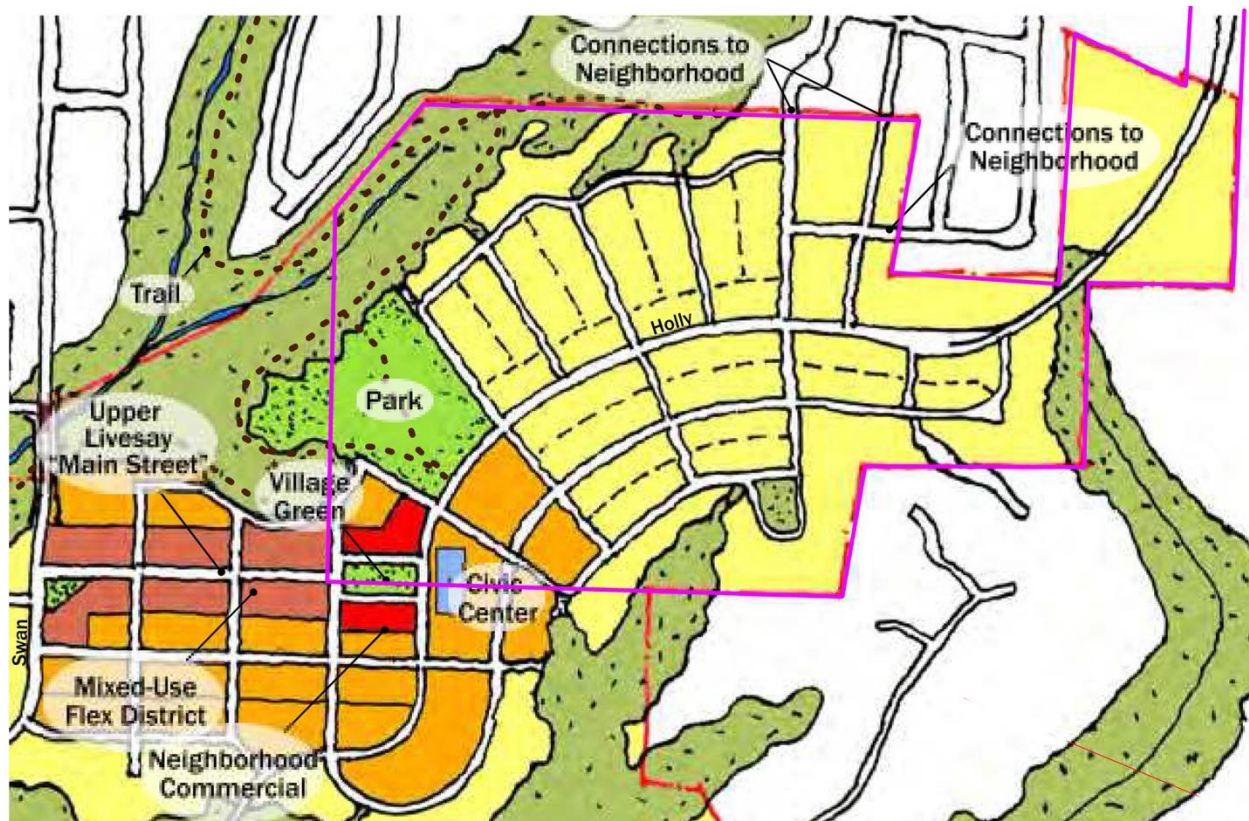 Connections to
Neighborhood
Connections to
Neighborhood
Trail
Holly
Park
Upper
Livesay
"Main Street"
Village
Green
Civic
Center
Swan
Mixed-Use
Flex District
Neighborhood
Commercial